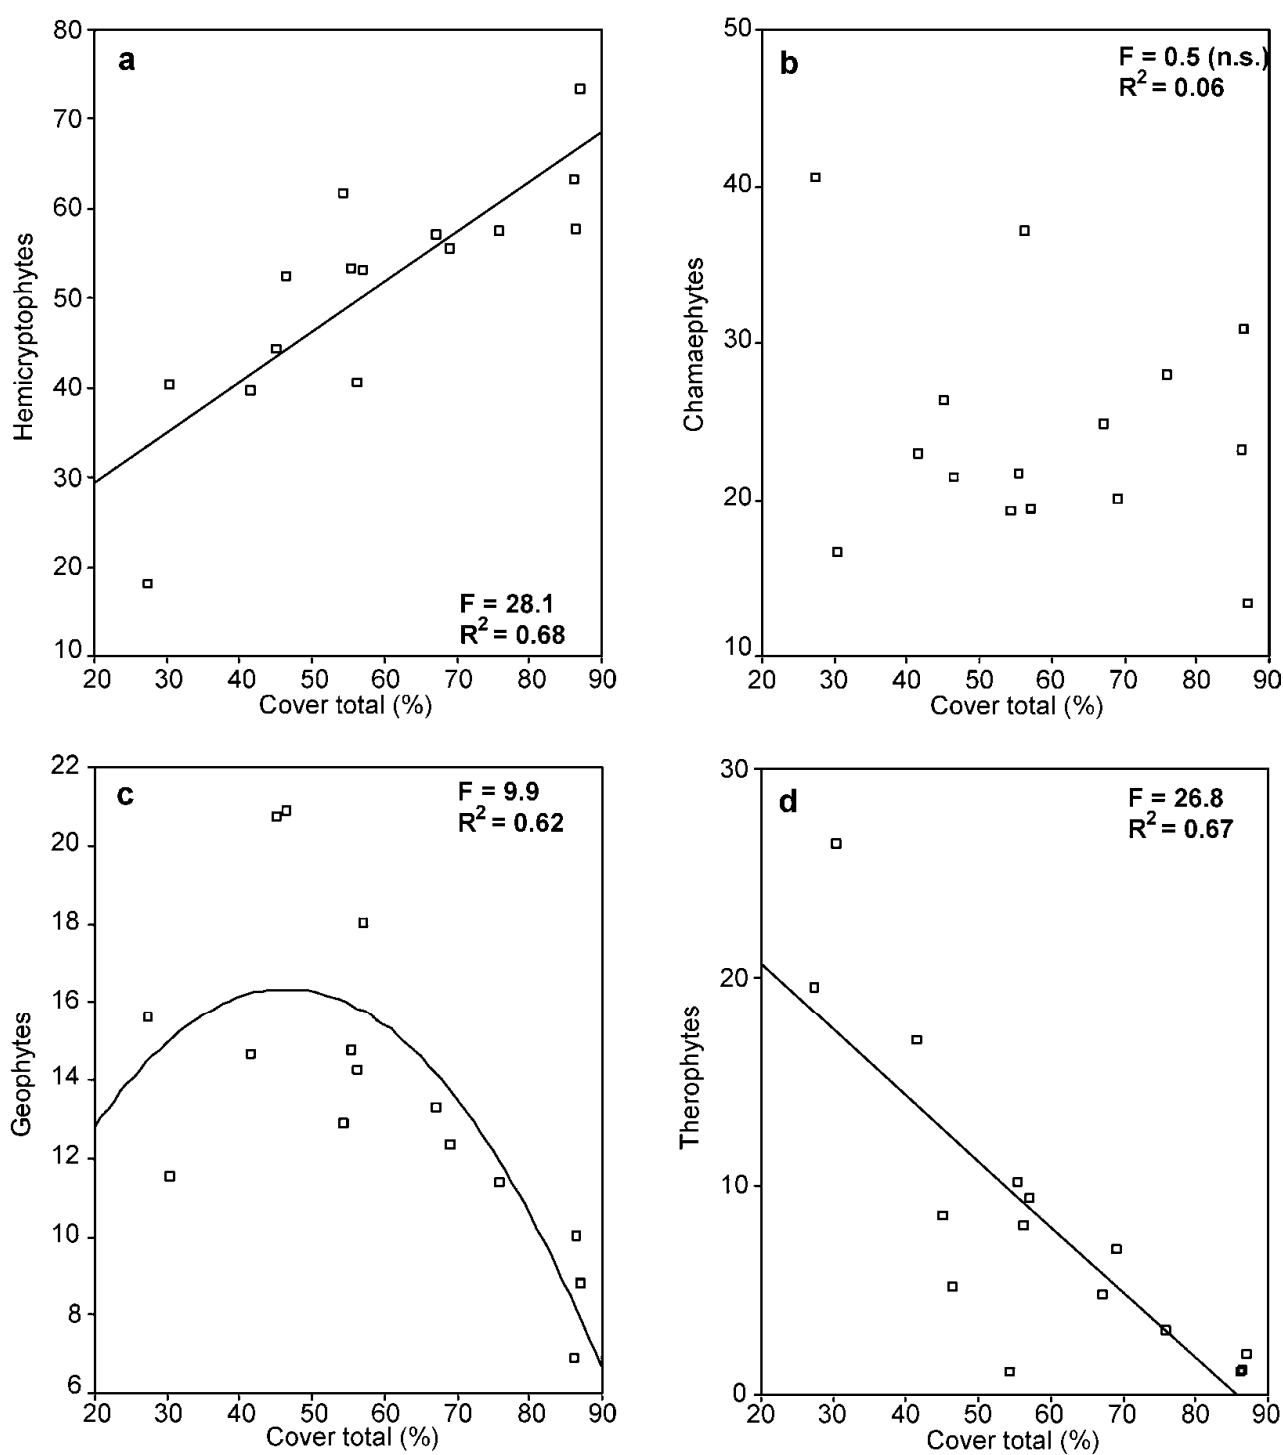 a
80
70
60
50
40
30
20
10
Hemicryptophytes
F = 28.1
R² = 0.68
20 30 40 50 60 70 80 90
Cover total (%)
b
F = 0.5 (n.s.)
R² = 0.06
50
40
30
20
10
Chamaephytes
20 30 40 50 60 70 80 90
Cover total (%)
c
F = 9.9
R² = 0.62
22
20
18
16
14
12
10
8
6
Geophytes
20 30 40 50 60 70 80 90
Cover total (%)
d
F = 26.8
R² = 0.67
30
20
10
0
Therophytes
20 30 40 50 60 70 80 90
Cover total (%)